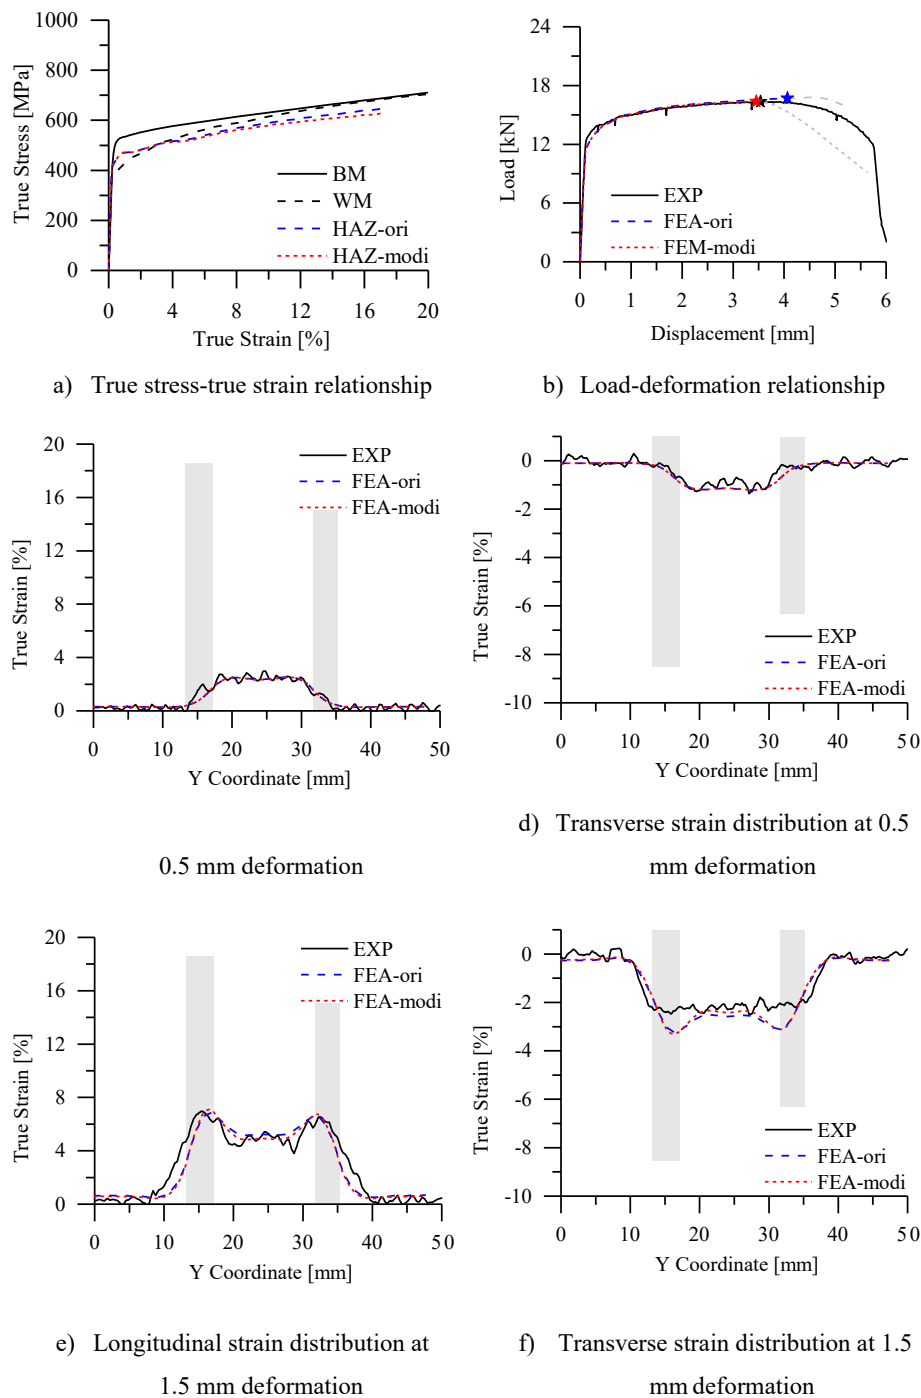 1000
800
600
400
200
0
True Stress [MPa]
BM
WM
HAZ-ori
HAZ-modi
0 4 8 12 16 20
True Strain [%]
a) True stress-true strain relationship
24
18
12
6
0
Load [kN]
EXP
FEA-ori
FEM-modi
0 1 2 3 4 5 6
Displacement [mm]
b) Load-deformation relationship
20
16
12
8
4
0
True Strain [%]
EXP
FEA-ori
FEA-modi
0 10 20 30 40 50
Y Coordinate [mm]
0.5 mm deformation
0
-2
-4
-6
-8
-10
True Strain [%]
EXP
FEA-ori
FEA-modi
0 10 20 30 40 50
Y Coordinate [mm]
d) Transverse strain distribution at 0.5
mm deformation
20
16
12
8
4
0
True Strain [%]
EXP
FEA-ori
FEA-modi
0 10 20 30 40 50
Y Coordinate [mm]
e) Longitudinal strain distribution at
1.5 mm deformation
0
-2
-4
-6
-8
-10
True Strain [%]
EXP
FEA-ori
FEA-modi
0 10 20 30 40 50
Y Coordinate [mm]
f) Transverse strain distribution at 1.5
mm deformation